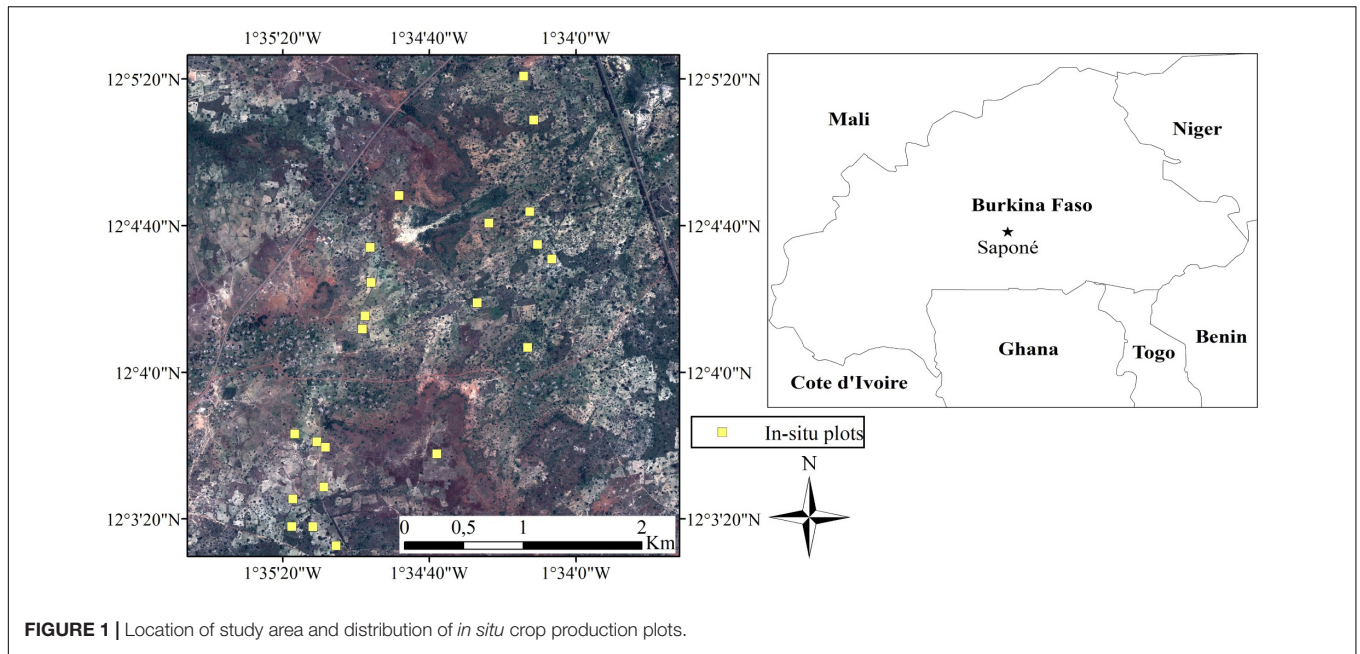 1°35'20"W 1°34'40"W 1°34'0"W
12°5'20"N 12°5'20"N
12°4'40"N 12°4'40"N
12°4'0"N 12°4'0"N
12°3'20"N 12°3'20"N
0 0,5 1 2
Km
1°35'20"W 1°34'40"W 1°34'0"W
Mali
Niger
Burkina Faso
Saponé
Ghana
Togo
Benin
Cote d'Ivoire
In-situ plots
N
FIGURE 1 | Location of study area and distribution of in situ crop production plots.